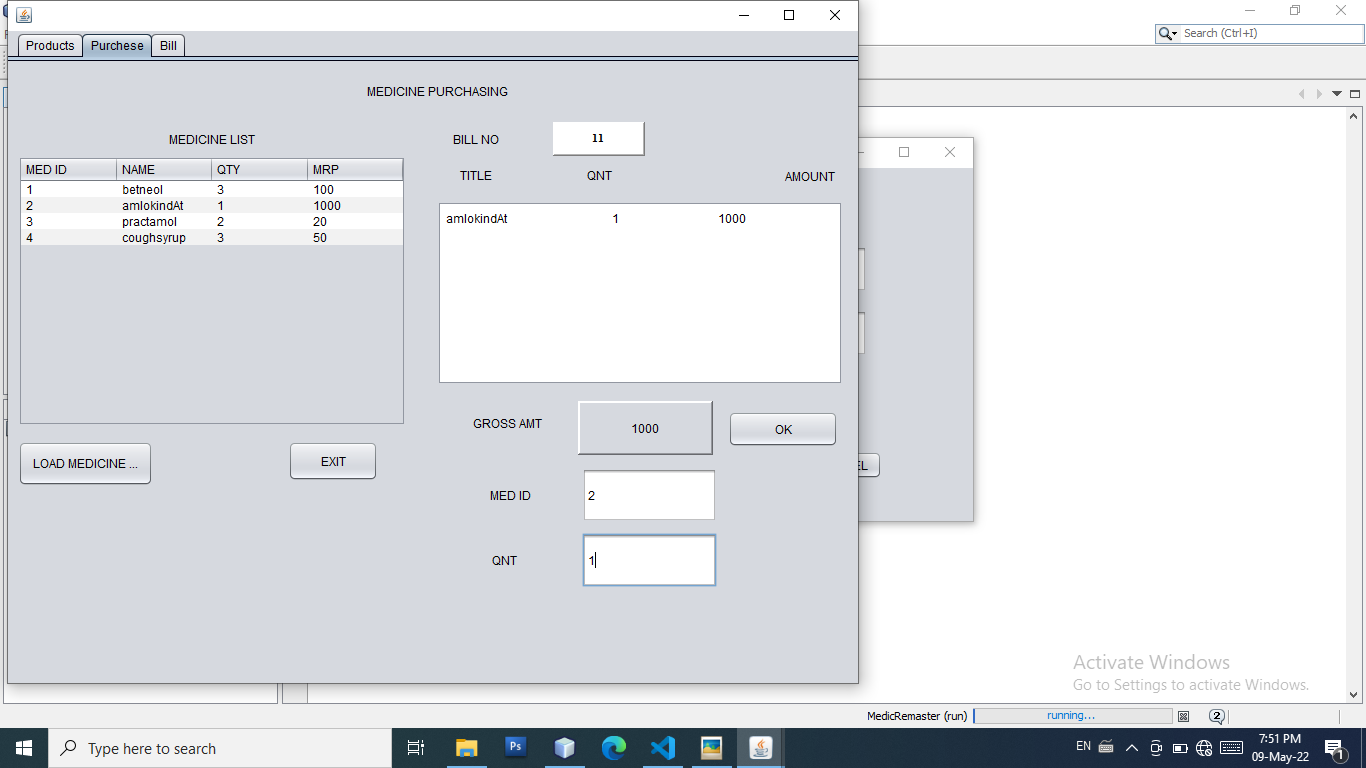 Products Purchese Bill
Search (Ctrl+I)
MEDICINE PURCHASING
MEDICINE LIST
MED ID NAME QTY MRP
1 betneol 3 100
2 amlokindAt 1 1000
3 practamol 2 20
4 coughsyrup 3 50
LOAD MEDICINE ...
EXIT
BILL NO 11
TITLE QNT AMOUNT
amlokindAt 1 1000
GROSS AMT 1000 OK
MED ID 2
QNT 1
EL
Activate Windows
Go to Settings to activate Windows.
MedicRemaster (run) running... 2
Type here to search
Ps
EN
7:51 PM
09-May-22
1